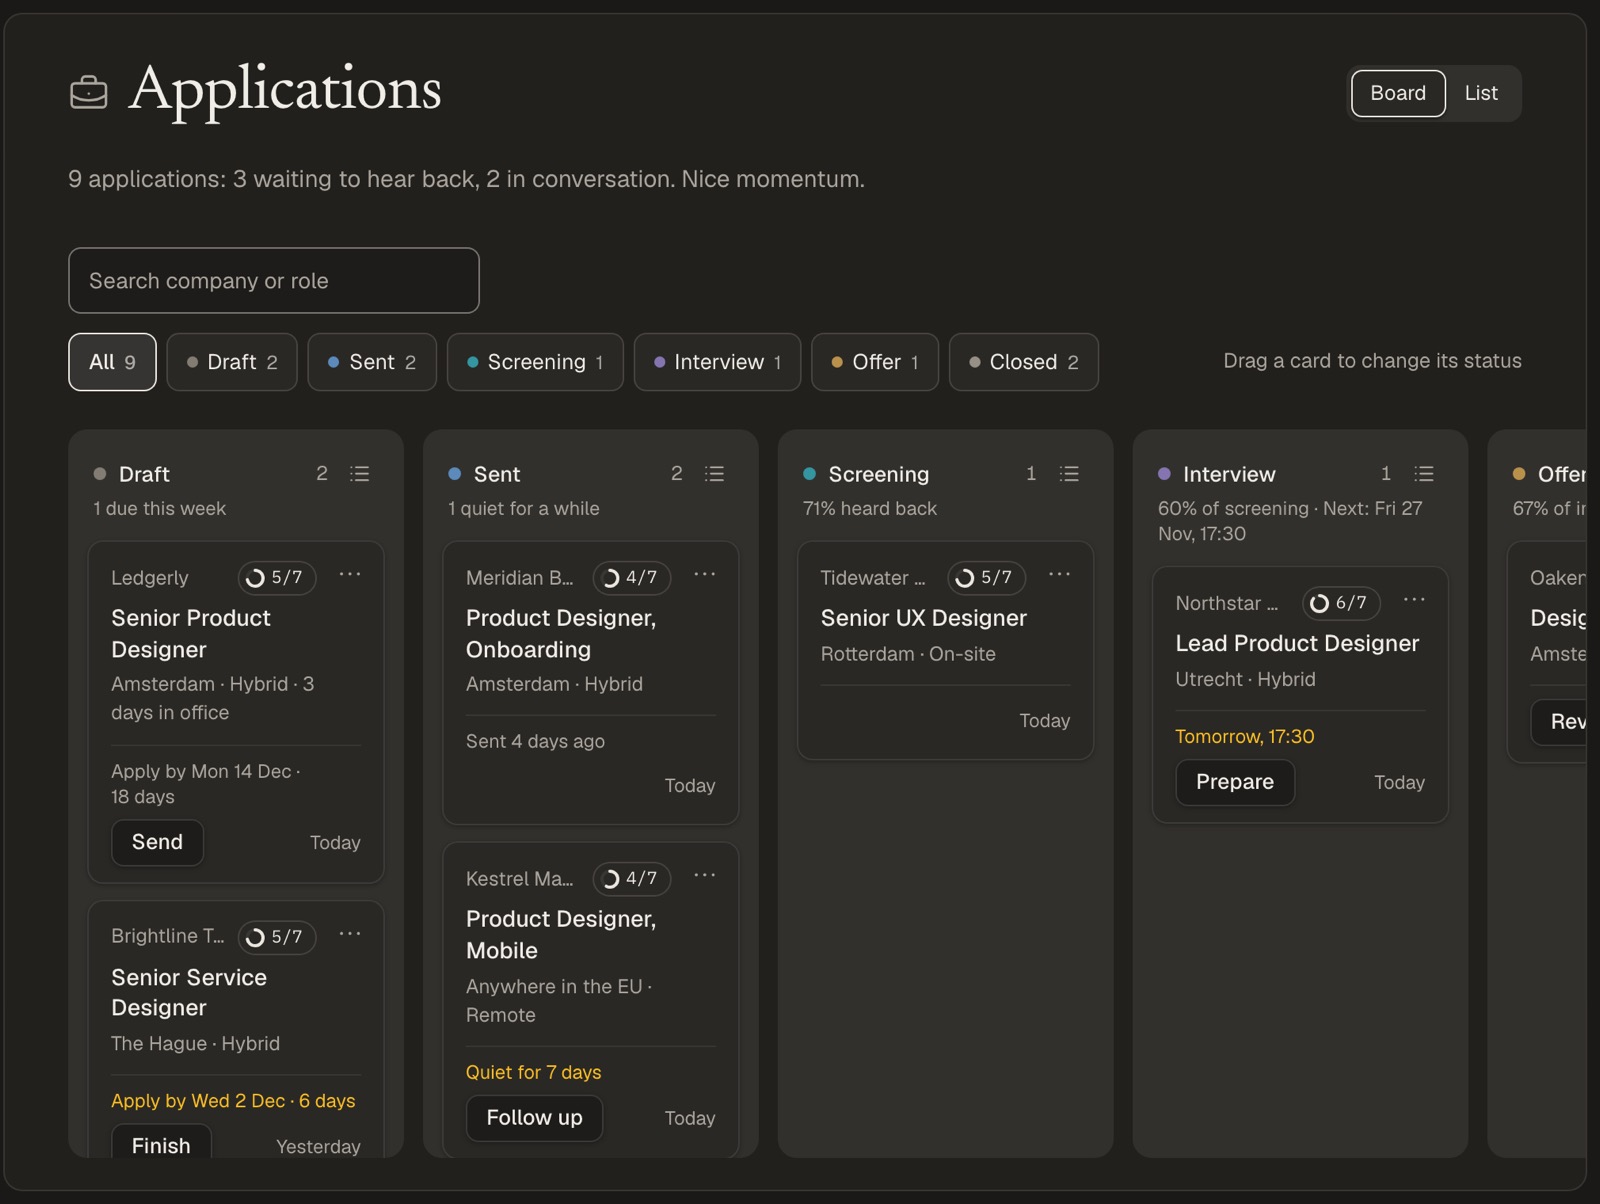 Applications
Board
List
9 applications: 3 waiting to hear back, 2 in conversation. Nice momentum.
Search company or role
All 9
Draft 2
Sent 2
Screening 1
Interview 1
Offer 1
Closed 2
Drag a card to change its status
Draft 2
1 due this week
Ledgerly 5/7 ...
Senior Product
Designer
Amsterdam · Hybrid · 3
days in office
Apply by Mon 14 Dec ·
18 days
Send Today
Brightline T... 5/7 ...
Senior Service
Designer
The Hague · Hybrid
Apply by Wed 2 Dec · 6 days
Finish Yesterday
Sent 2
1 quiet for a while
Meridian B... 4/7 ...
Product Designer,
Onboarding
Amsterdam · Hybrid
Sent 4 days ago
Today
Kestrel Ma... 4/7 ...
Product Designer,
Mobile
Anywhere in the EU ·
Remote
Quiet for 7 days
Follow up Today
Screening 1
71% heard back
Tidewater ... 5/7 ...
Senior UX Designer
Rotterdam · On-site
Today
Interview 1
60% of screening · Next: Fri 27
Nov, 17:30
Northstar ... 6/7 ...
Lead Product Designer
Utrecht · Hybrid
Tomorrow, 17:30
Prepare Today
Offer
67% of